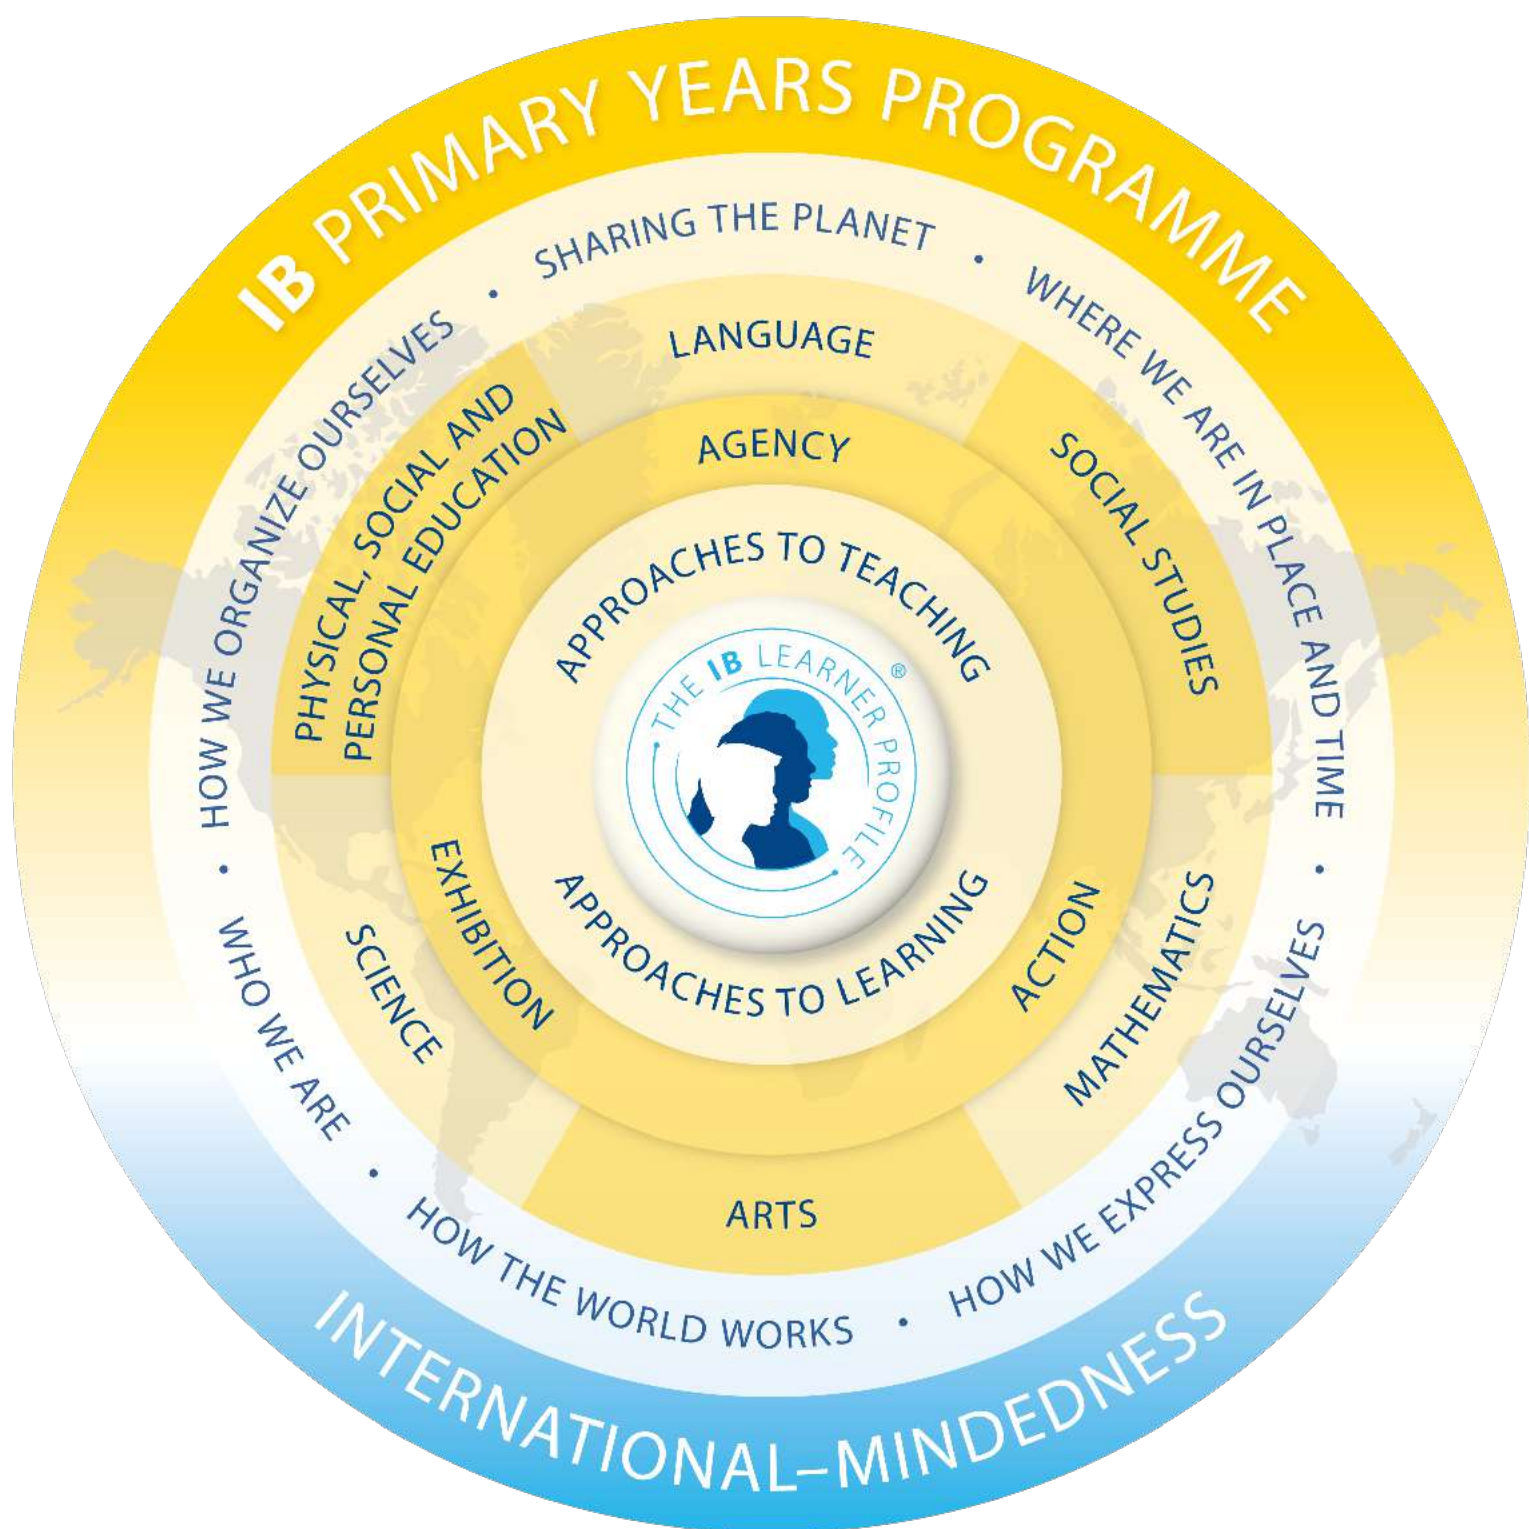 IB PRIMARY YEARS PROGRAMME
SHARING THE PLANET
•
WHERE WE ARE IN PLACE AND TIME
•
HOW WE EXPRESS OURSELVES
•
HOW THE WORLD WORKS
•
WHO WE ARE
•
HOW WE ORGANIZE OURSELVES
•
LANGUAGE
SOCIAL STUDIES
MATHEMATICS
ARTS
SCIENCE
PHYSICAL, SOCIAL AND
PERSONAL EDUCATION
AGENCY
ACTION
EXHIBITION
APPROACHES TO TEACHING
THE IB LEARNER PROFILE ®
APPROACHES TO LEARNING
INTERNATIONAL–MINDEDNESS